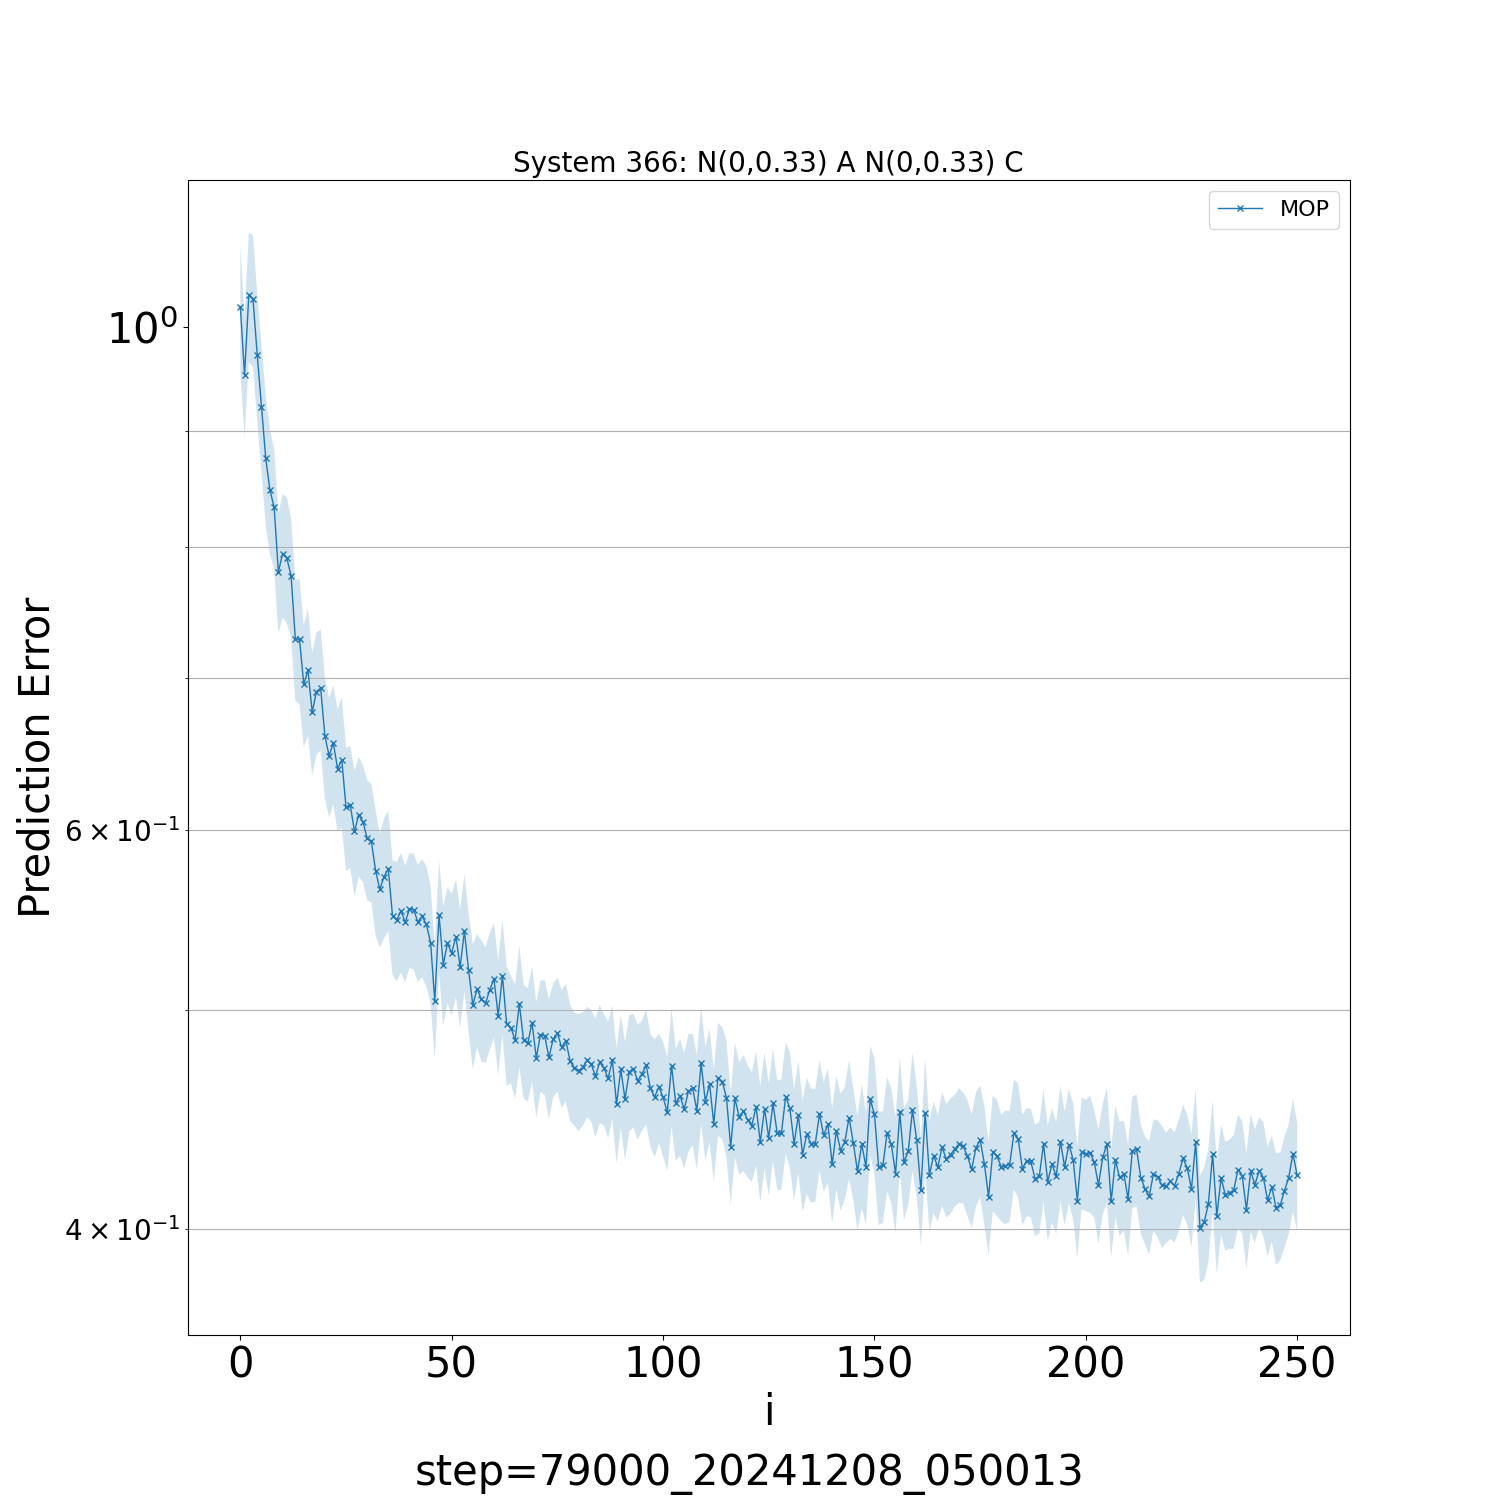 System 366: N(0,0.33) A N(0,0.33) C
MOP
10⁰
6 × 10⁻¹
4 × 10⁻¹
Prediction Error
0 50 100 150 200 250
i
step=79000_20241208_050013